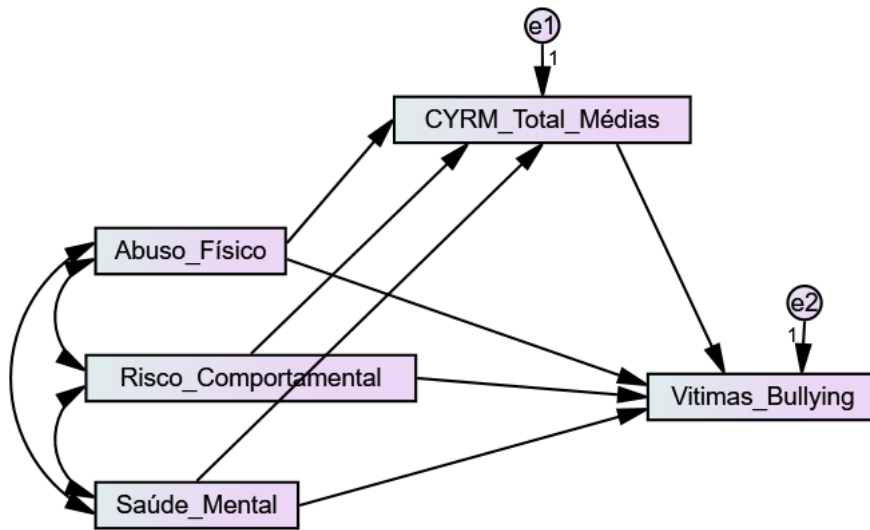 e1
1
CYRM_Total_Médias
Abuso_Físico
e2
1
Risco_Comportamental
Vitimas_Bullying
Saúde_Mental